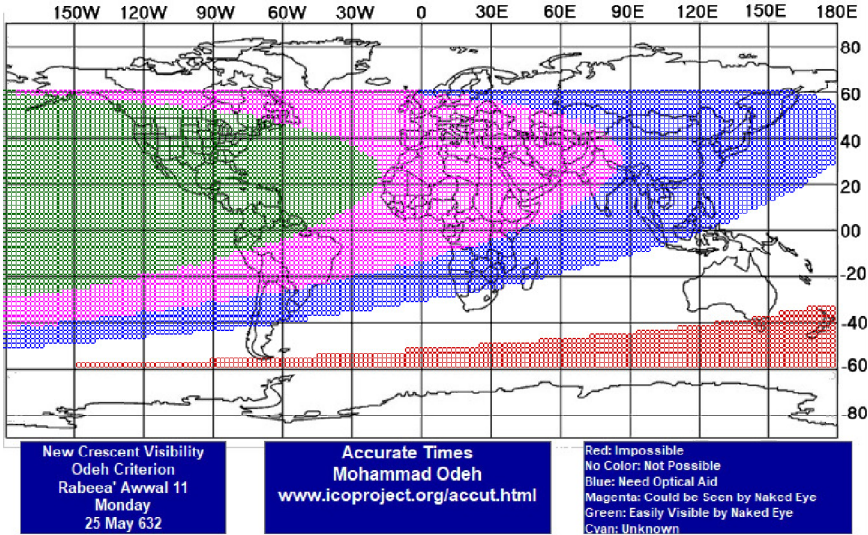 150W 120W 90W 60W 30W 0 30E 60E 90E 120E 150E 180E
80
60
40
20
00
-20
-40
-60
-80
New Crescent Visibility
Odeh Criterion
Rabeea' Awwal 11
Monday
25 May 632
Accurate Times
Mohammad Odeh
www.icoproject.org/accut.html
Red: Impossible
No Color: Not Possible
Blue: Need Optical Aid
Magenta: Could be Seen by Naked Eye
Green: Easily Visible by Naked Eye
Cyan: Unknown